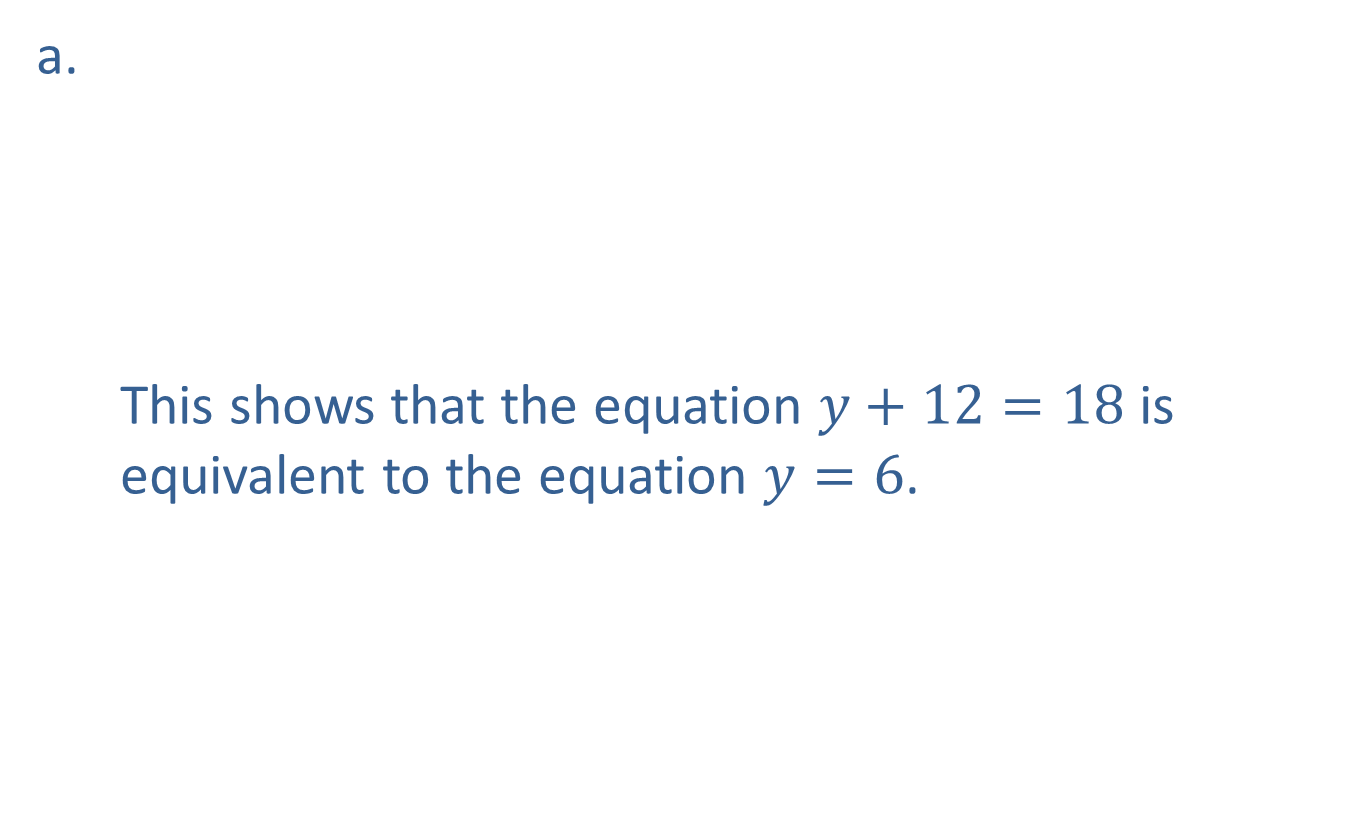 a.
This shows that the equation 𝑦 + 12 = 18 is
equivalent to the equation 𝑦 = 6.